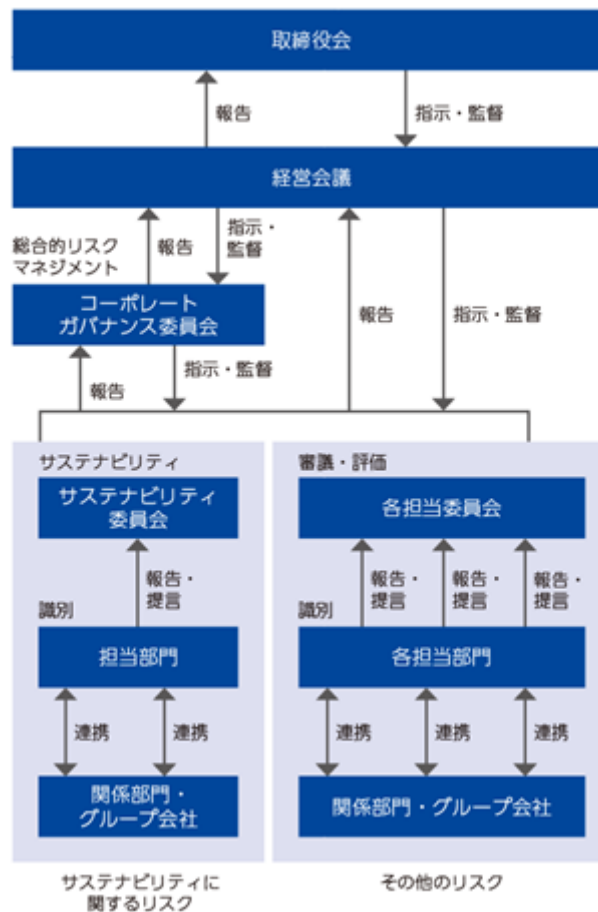 取締役会
報告
指示・監督
経営会議
総合的リスク
マネジメント
報告
指示・
監督
コーポレート
ガバナンス委員会
報告
指示・監督
報告
指示・監督
サステナビリティ
サステナビリティ
委員会
報告・
提言
識別
担当部門
連携
連携
関係部門・
グループ会社
サステナビリティに
関するリスク
審議・評価
各担当委員会
報告・
提言
報告・
提言
報告・
提言
識別
各担当部門
連携
連携
連携
関係部門・グループ会社
その他のリスク